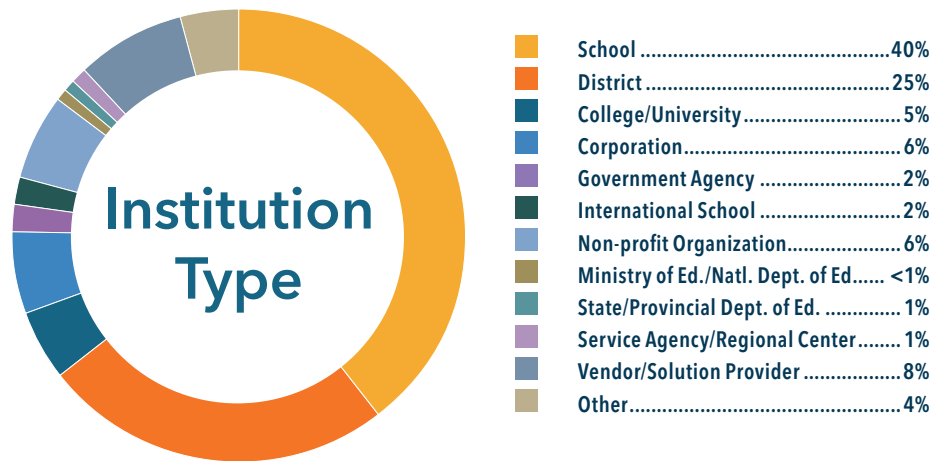 Institution
Type
School ............................................40%
District ...........................................25%
College/University............................5%
Corporation.......................................6%
Government Agency .........................2%
International School .........................2%
Non-profit Organization....................6%
Ministry of Ed./Natl. Dept. of Ed...... <1%
State/Provincial Dept. of Ed. .............. 1%
Service Agency/Regional Center........ 1%
Vendor/Solution Provider .................8%
Other................................................4%